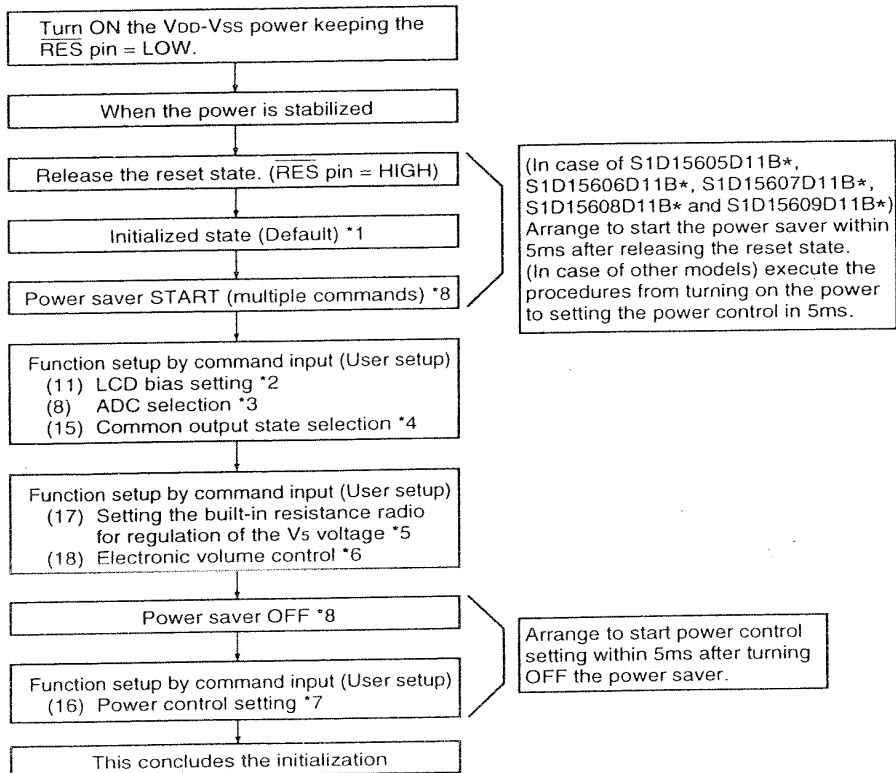 Turn ON the VDD-VSS power keeping the
RES pin = LOW.
When the power is stabilized
Release the reset state. (RES pin = HIGH)
Initialized state (Default) *1
Power saver START (multiple commands) *8
(In case of S1D15605D11B*,
S1D15606D11B*, S1D15607D11B*,
S1D15608D11B* and S1D15609D11B*)
Arrange to start the power saver within
5ms after releasing the reset state.
(In case of other models) execute the
procedures from turning on the power
to setting the power control in 5ms.
Function setup by command input (User setup)
(11) LCD bias setting *2
(8) ADC selection *3
(15) Common output state selection *4
Function setup by command input (User setup)
(17) Setting the built-in resistance radio
for regulation of the V5 voltage *5
(18) Electronic volume control *6
Power saver OFF *8
Function setup by command input (User setup)
(16) Power control setting *7
Arrange to start power control
setting within 5ms after turning
OFF the power saver.
This concludes the initialization